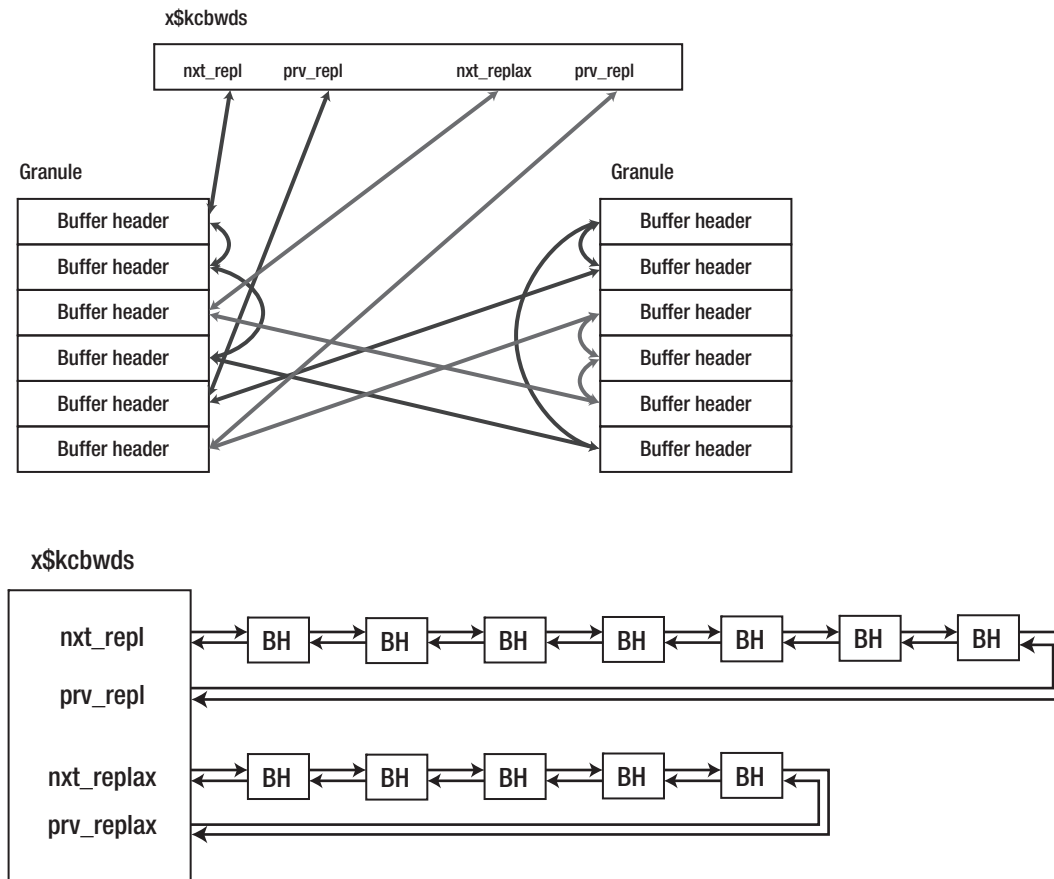 x$kcbwds
nxt_repl prv_repl nxt_replax prv_repl
Granule Granule
Buffer header Buffer header
Buffer header Buffer header
Buffer header Buffer header
Buffer header Buffer header
Buffer header Buffer header
Buffer header Buffer header
x$kcbwds
nxt_repl BH BH BH BH BH BH BH
prv_repl
nxt_replax BH BH BH BH BH
prv_replax